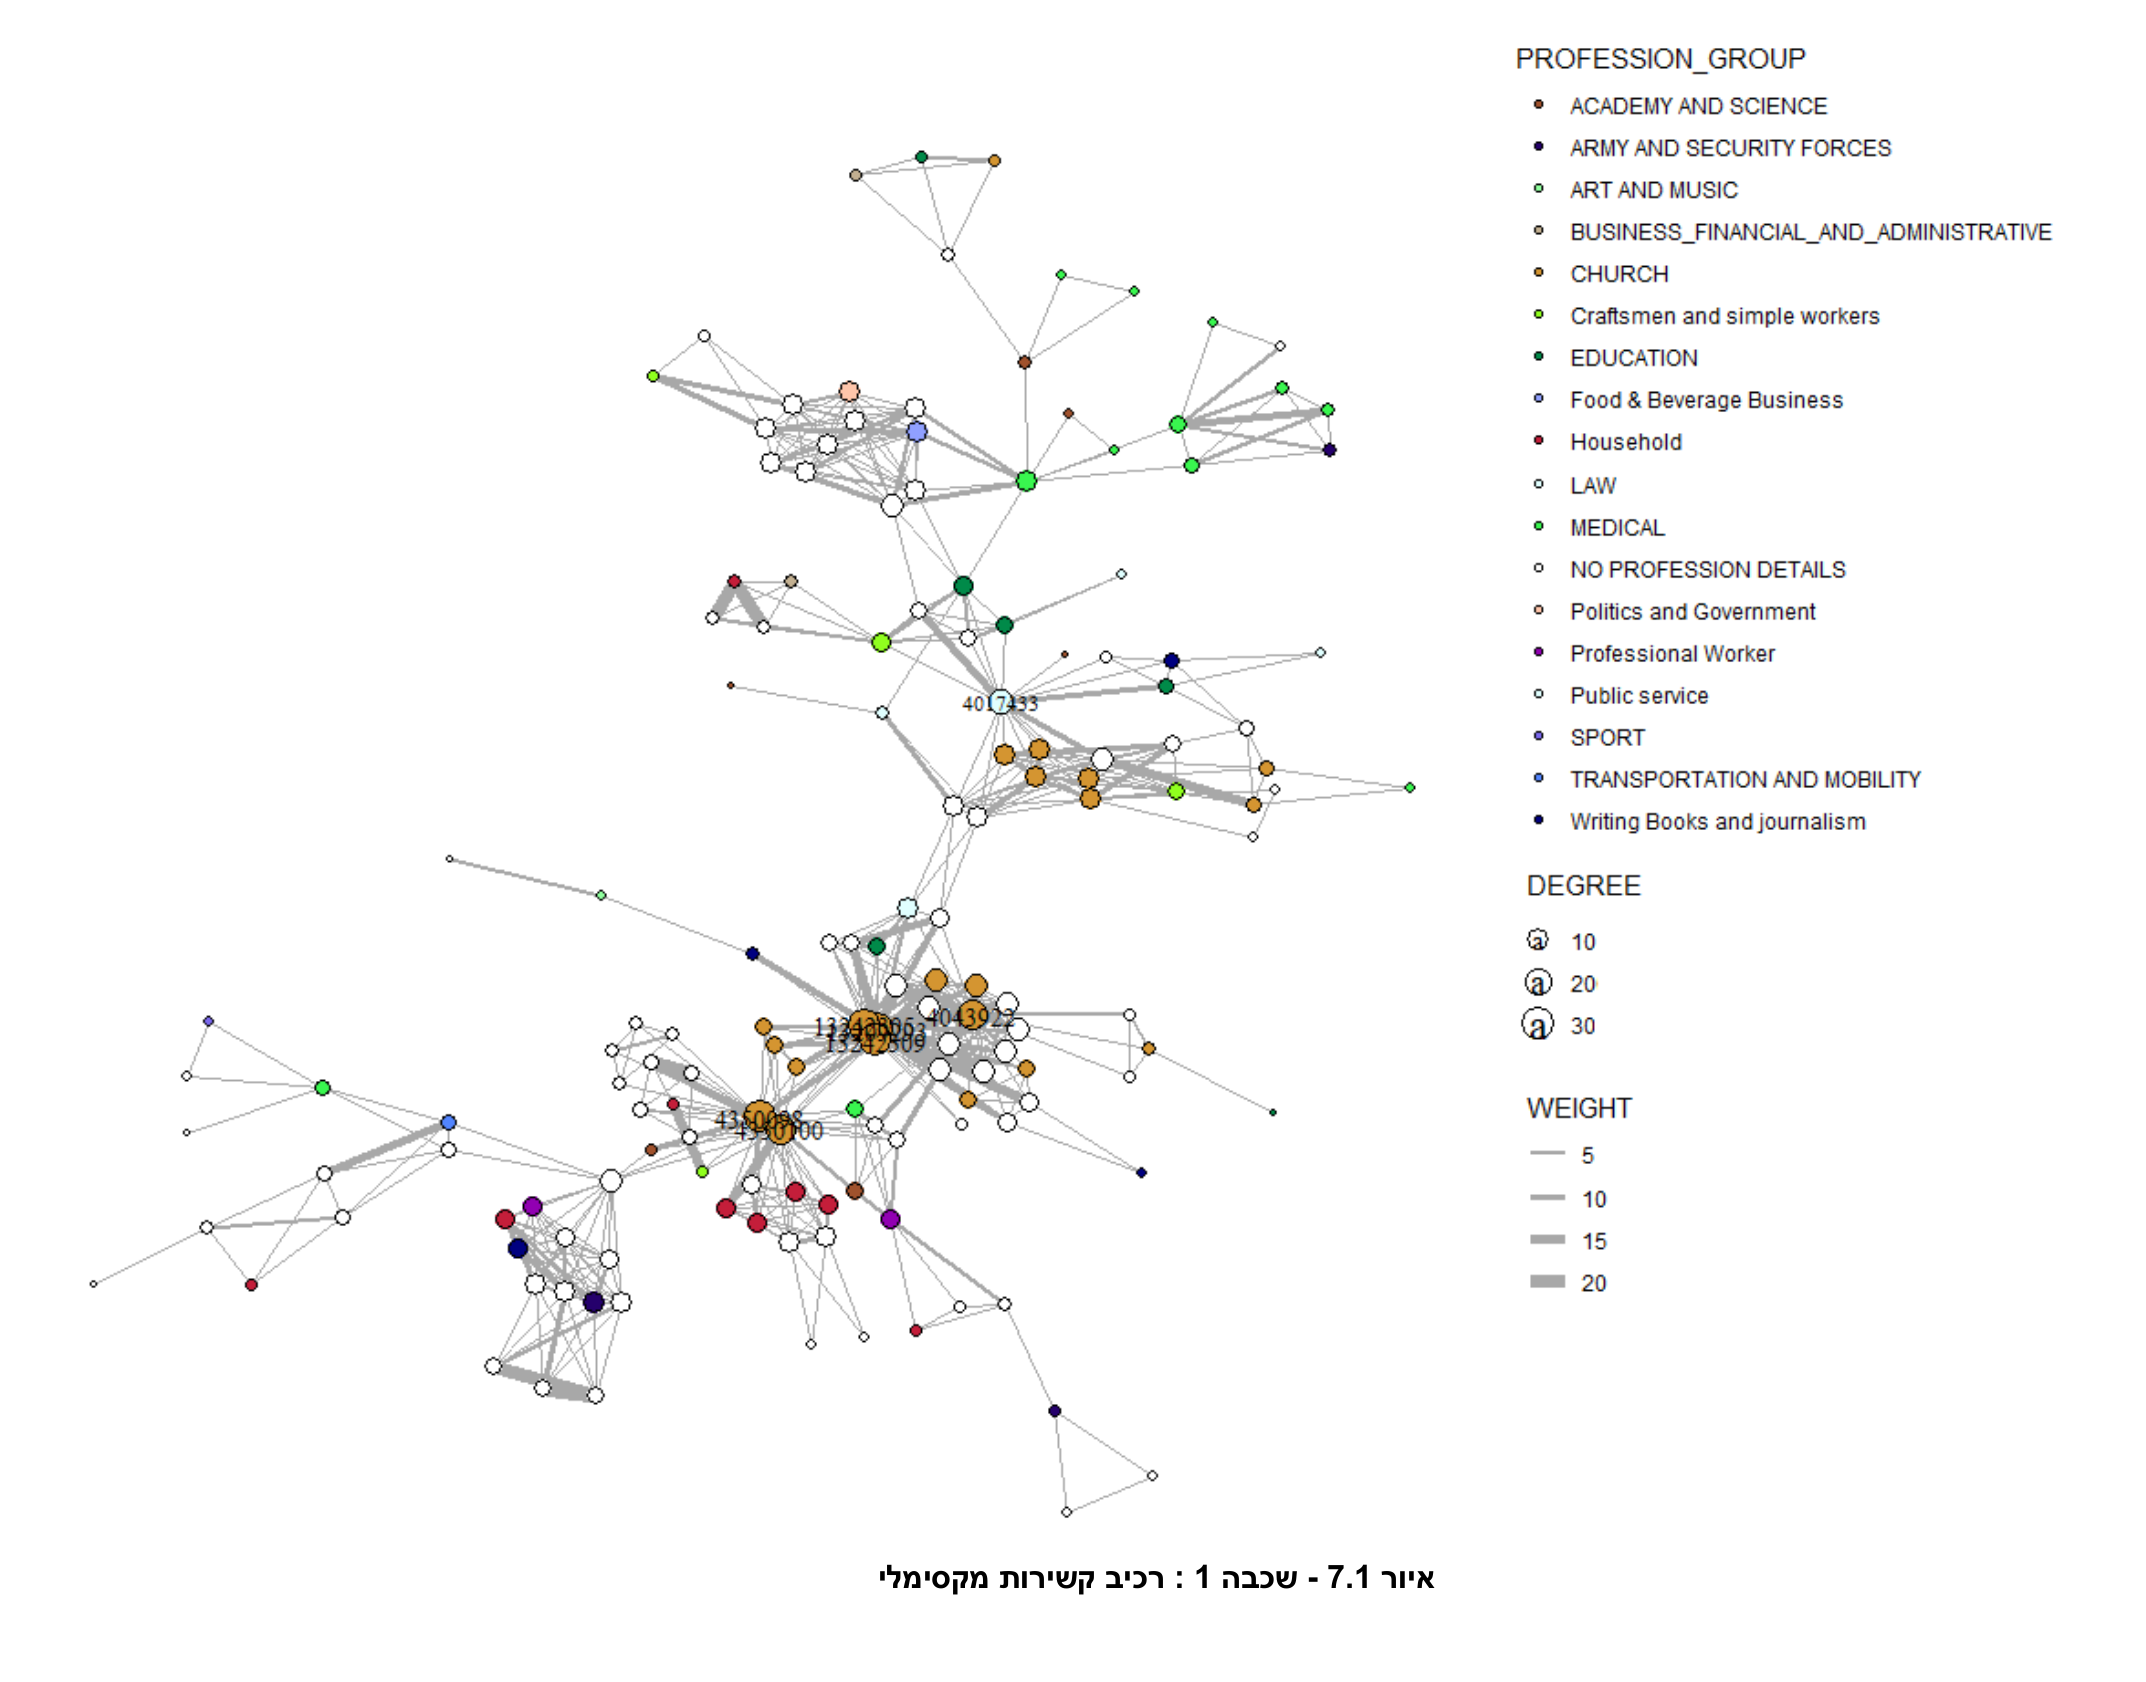 PROFESSION_GROUP
ACADEMY AND SCIENCE
ARMY AND SECURITY FORCES
ART AND MUSIC
BUSINESS_FINANCIAL_AND_ADMINISTRATIVE
CHURCH
Craftsmen and simple workers
EDUCATION
Food & Beverage Business
Household
LAW
MEDICAL
NO PROFESSION DETAILS
Politics and Government
Professional Worker
Public service
SPORT
TRANSPORTATION AND MOBILITY
Writing Books and journalism
DEGREE
a 10
a 20
a 30
WEIGHT
5
10
15
20
4017433
4043922
13242509
4350098
4350100
איור 7.1 - שכבה 1 : רכיב קשירות מקסימלי